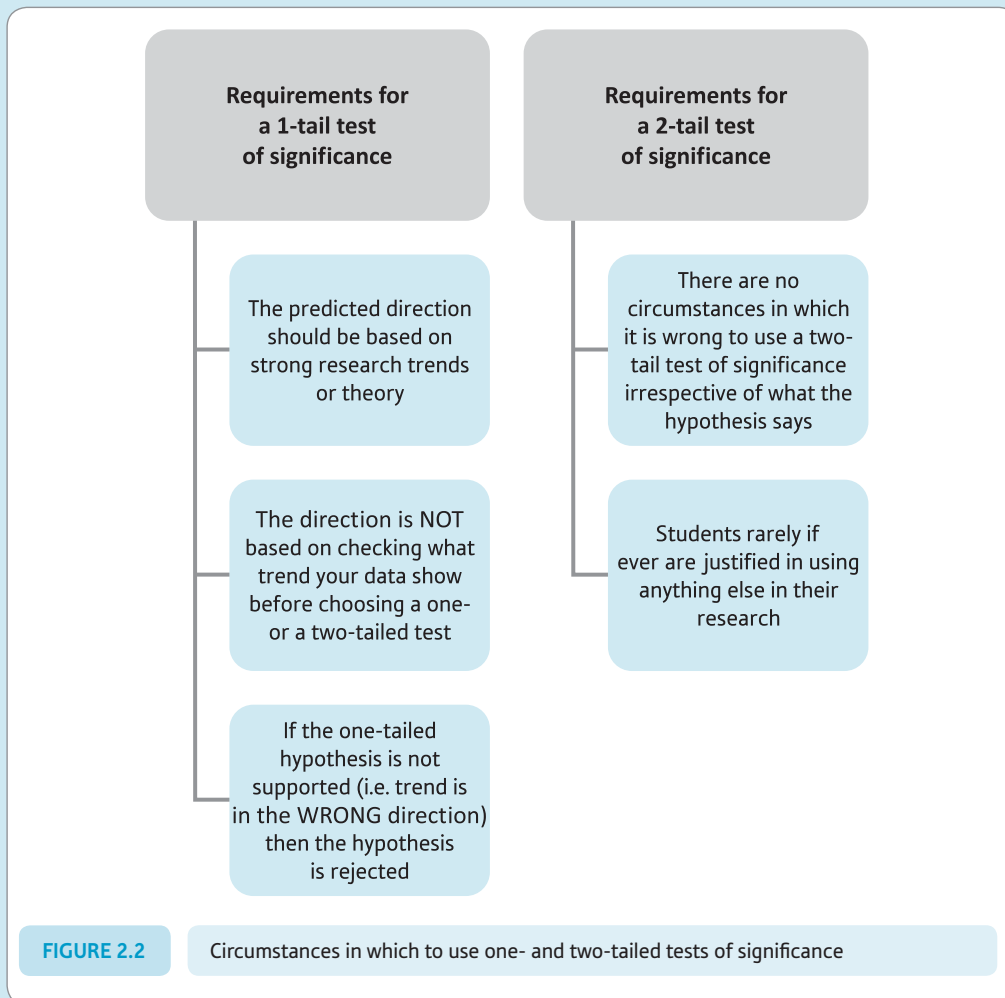 Requirements for
a 1-tail test
of significance
The predicted direction
should be based on
strong research trends
or theory
The direction is NOT
based on checking what
trend your data show
before choosing a one-
or a two-tailed test
If the one-tailed
hypothesis is not
supported (i.e. trend is
in the WRONG direction)
then the hypothesis
is rejected
Requirements for
a 2-tail test
of significance
There are no
circumstances in which
it is wrong to use a two-
tail test of significance
irrespective of what the
hypothesis says
Students rarely if
ever are justified in using
anything else in their
research
FIGURE 2.2
Circumstances in which to use one- and two-tailed tests of significance